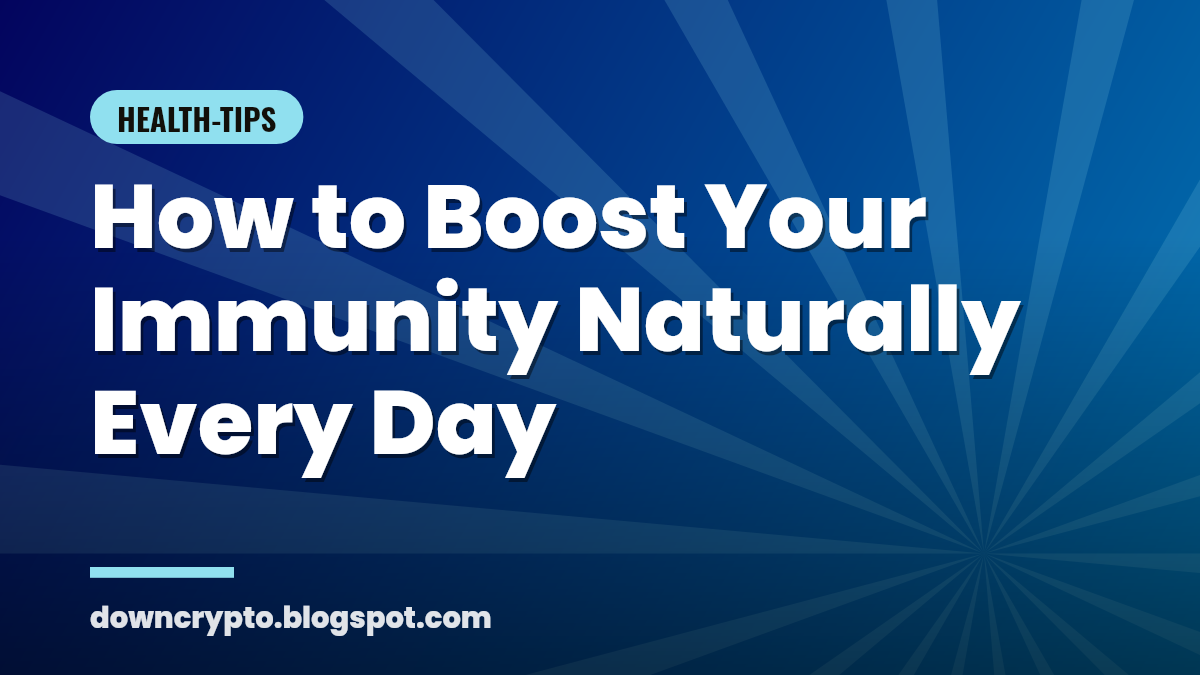 HEALTH-TIPS
How to Boost Your
Immunity Naturally
Every Day
downcrypto.blogspot.com